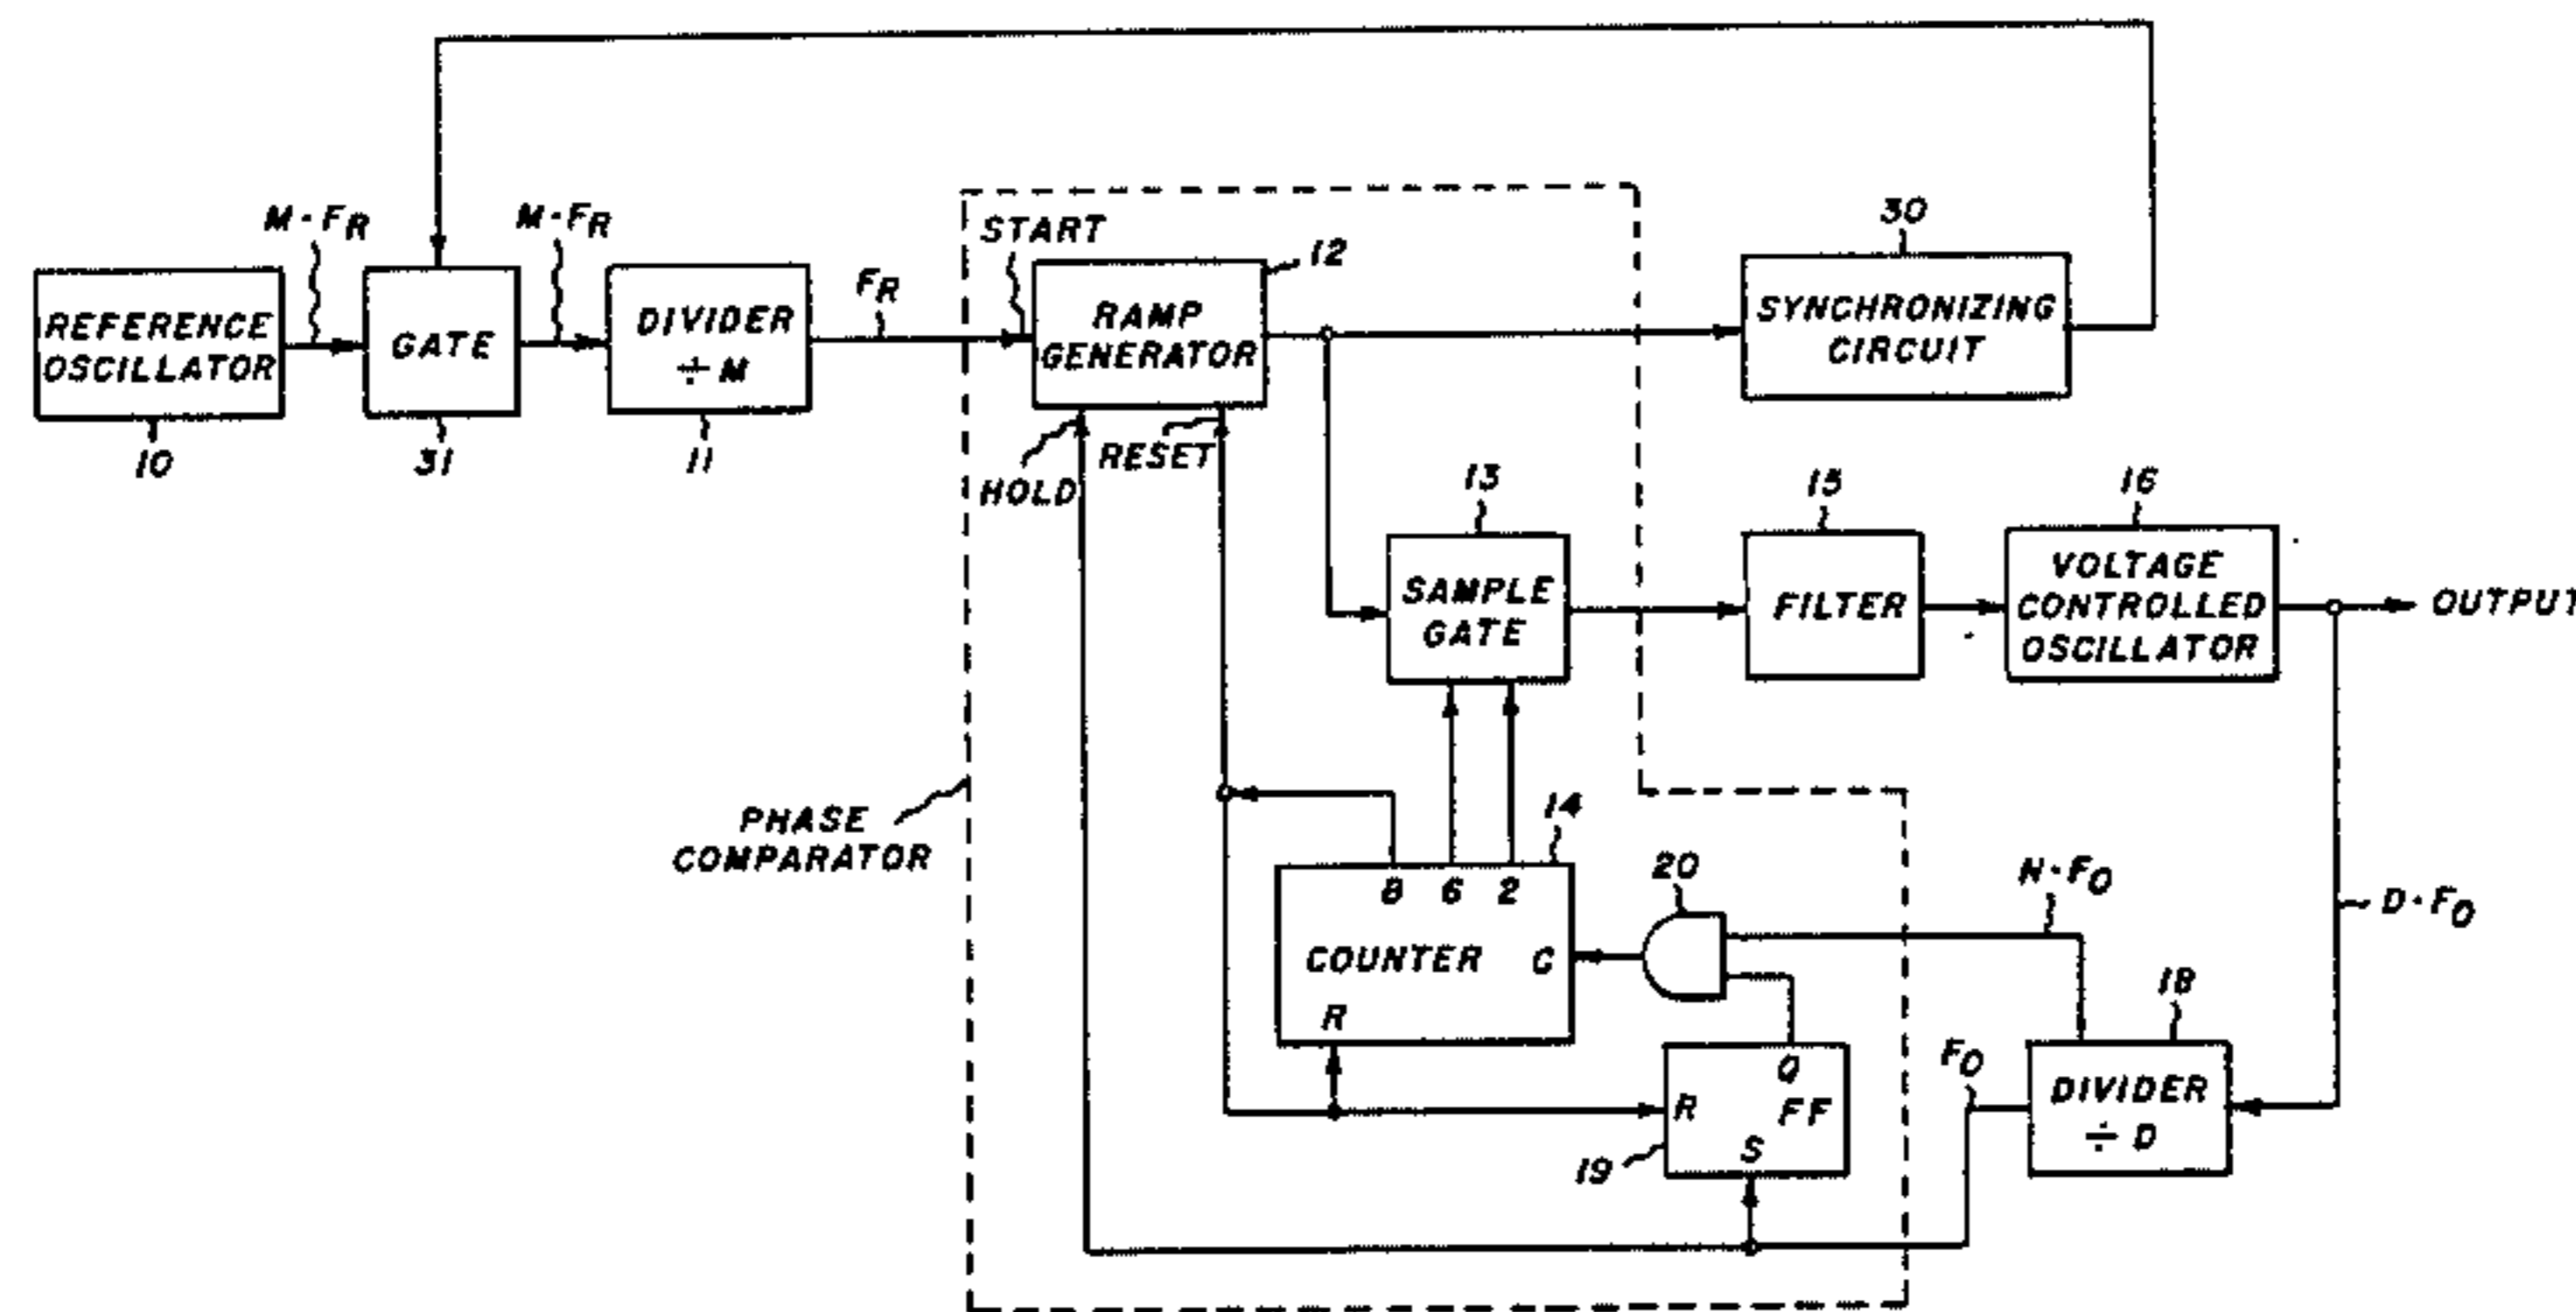 M·FR
M·FR
START
12
30
FR
REFERENCE
OSCILLATOR
GATE
DIVIDER
÷ M
RAMP
GENERATOR
SYNCHRONIZING
CIRCUIT
10
31
11
HOLD
RESET
13
15
16
SAMPLE
GATE
FILTER
VOLTAGE
CONTROLLED
OSCILLATOR
OUTPUT
PHASE
COMPARATOR
14
20
8 6 2
COUNTER C
R
N·FO
D·FO
18
FO
Q
R FF
S
19
DIVIDER
÷ D